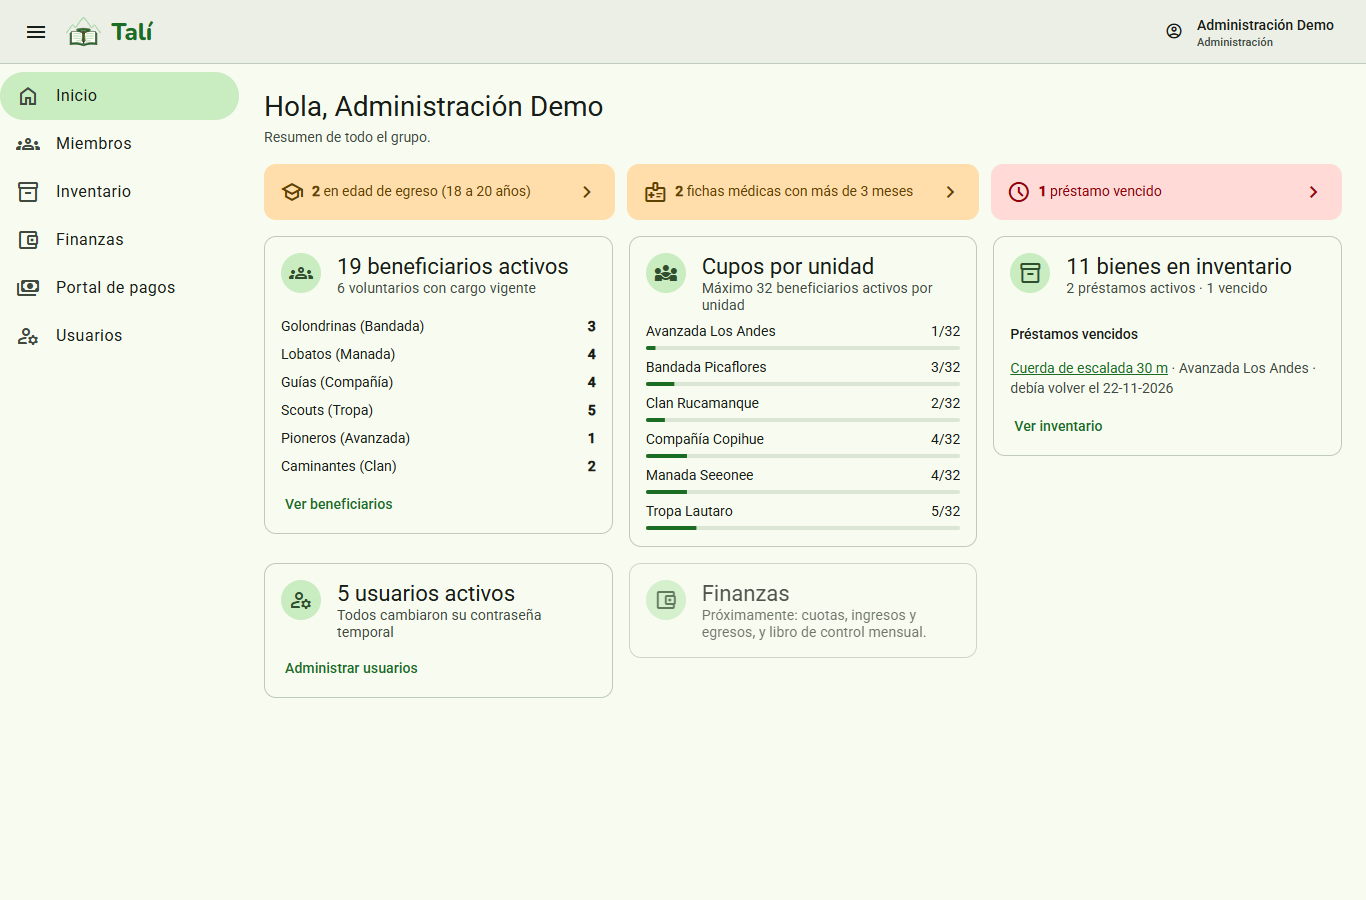 Talí
Administración Demo
Administración
Inicio
Miembros
Inventario
Finanzas
Portal de pagos
Usuarios
Hola, Administración Demo
Resumen de todo el grupo.
2 en edad de egreso (18 a 20 años)
2 fichas médicas con más de 3 meses
1 préstamo vencido
19 beneficiarios activos
6 voluntarios con cargo vigente
Golondrinas (Bandada) 3
Lobatos (Manada) 4
Guías (Compañía) 4
Scouts (Tropa) 5
Pioneros (Avanzada) 1
Caminantes (Clan) 2
Ver beneficiarios
Cupos por unidad
Máximo 32 beneficiarios activos por
unidad
Avanzada Los Andes 1/32
Bandada Picaflores 3/32
Clan Rucamanque 2/32
Compañía Copihue 4/32
Manada Seeonee 4/32
Tropa Lautaro 5/32
11 bienes en inventario
2 préstamos activos · 1 vencido
Préstamos vencidos
Cuerda de escalada 30 m · Avanzada Los Andes ·
debía volver el 22-11-2026
Ver inventario
5 usuarios activos
Todos cambiaron su contraseña
temporal
Administrar usuarios
Finanzas
Próximamente: cuotas, ingresos y
egresos, y libro de control mensual.